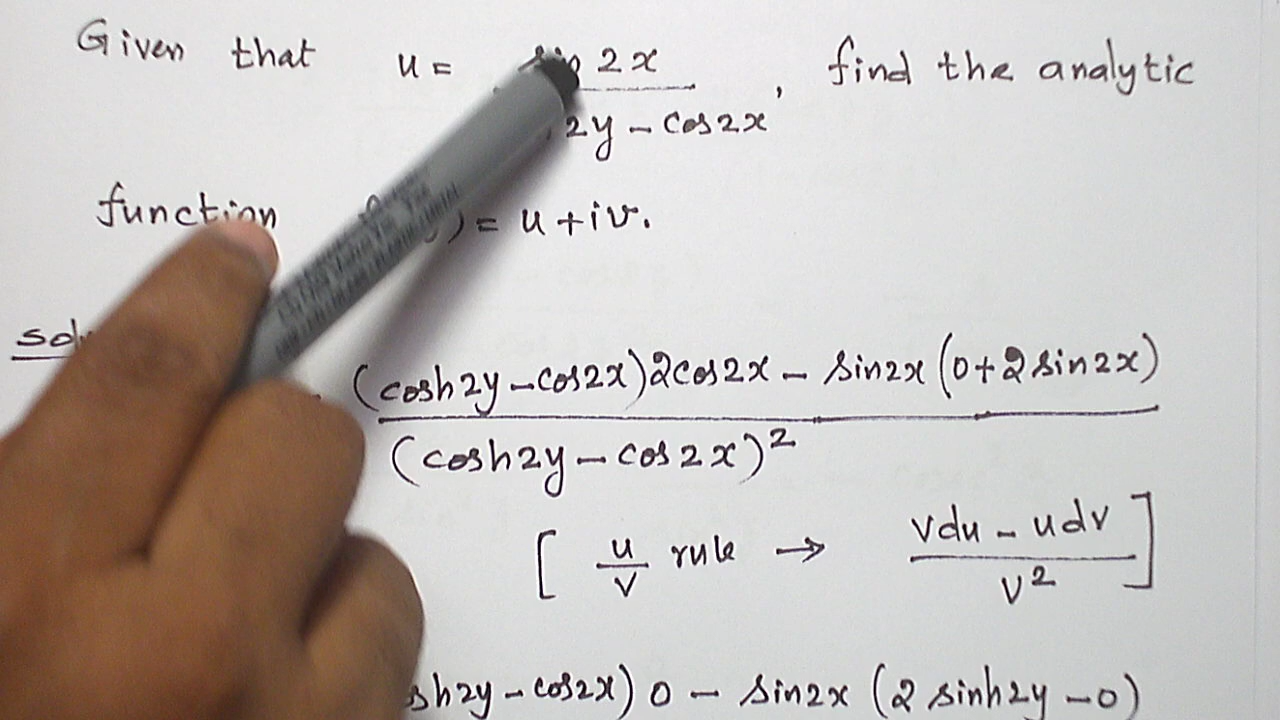 Given that u = sin 2x / 2y - cos2x , find the analytic
function ) = u + iv.
(cosh2y - cos2x) 2cos2x - sin2x (0 + 2 sin2x)
(cosh2y - cos2x)²
[ u/v rule → vdu - udv / v² ]
sh2y - cos2x) 0 - sin2x (2 sinh2y - 0)